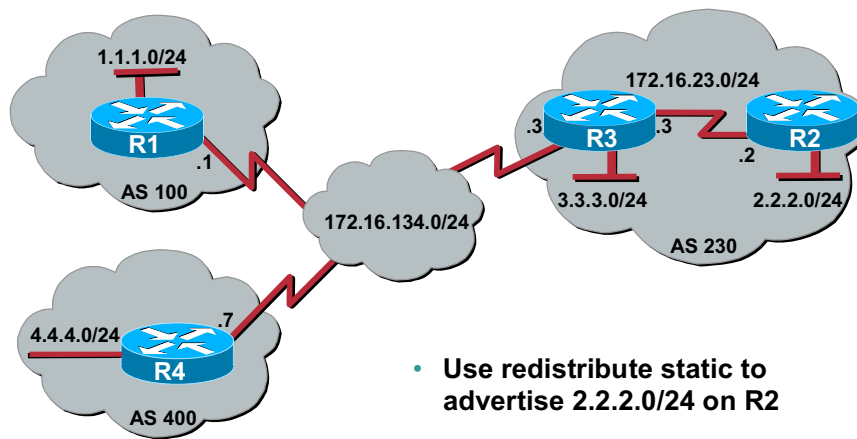 1.1.1.0/24
R1
.1
AS 100
172.16.134.0/24
172.16.23.0/24
.3
R3
.3
R2
.2
3.3.3.0/24
2.2.2.0/24
AS 230
4.4.4.0/24
.7
R4
AS 400
• Use redistribute static to
advertise 2.2.2.0/24 on R2